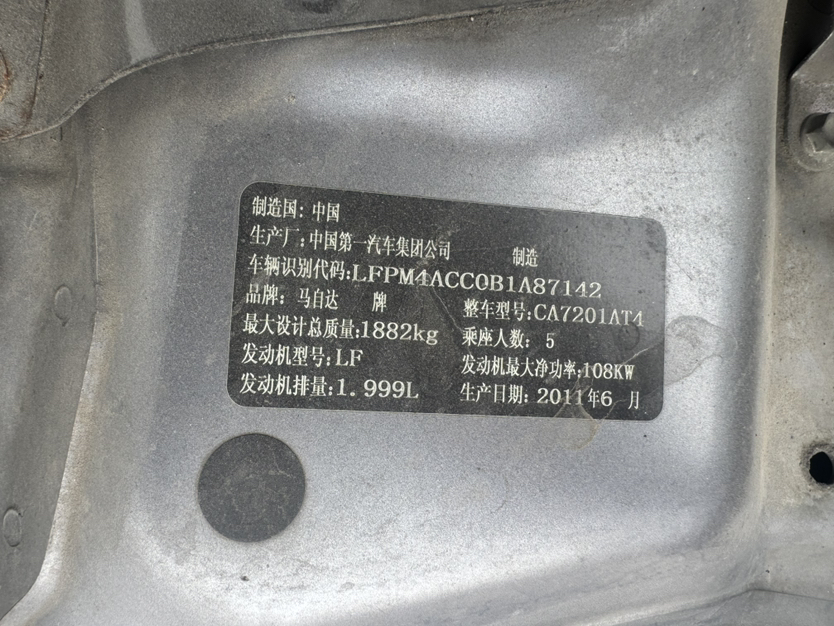 制造国：中国
生产厂：中国第一汽车集团公司 制造
车辆识别代码：LFPM4ACC0B1A87142
品牌：马自达 牌 整车型号：CA7201AT4
最大设计总质量：1882kg 乘座人数：5
发动机型号：LF 发动机最大净功率：108KW
发动机排量：1.999L 生产日期：2011年6月